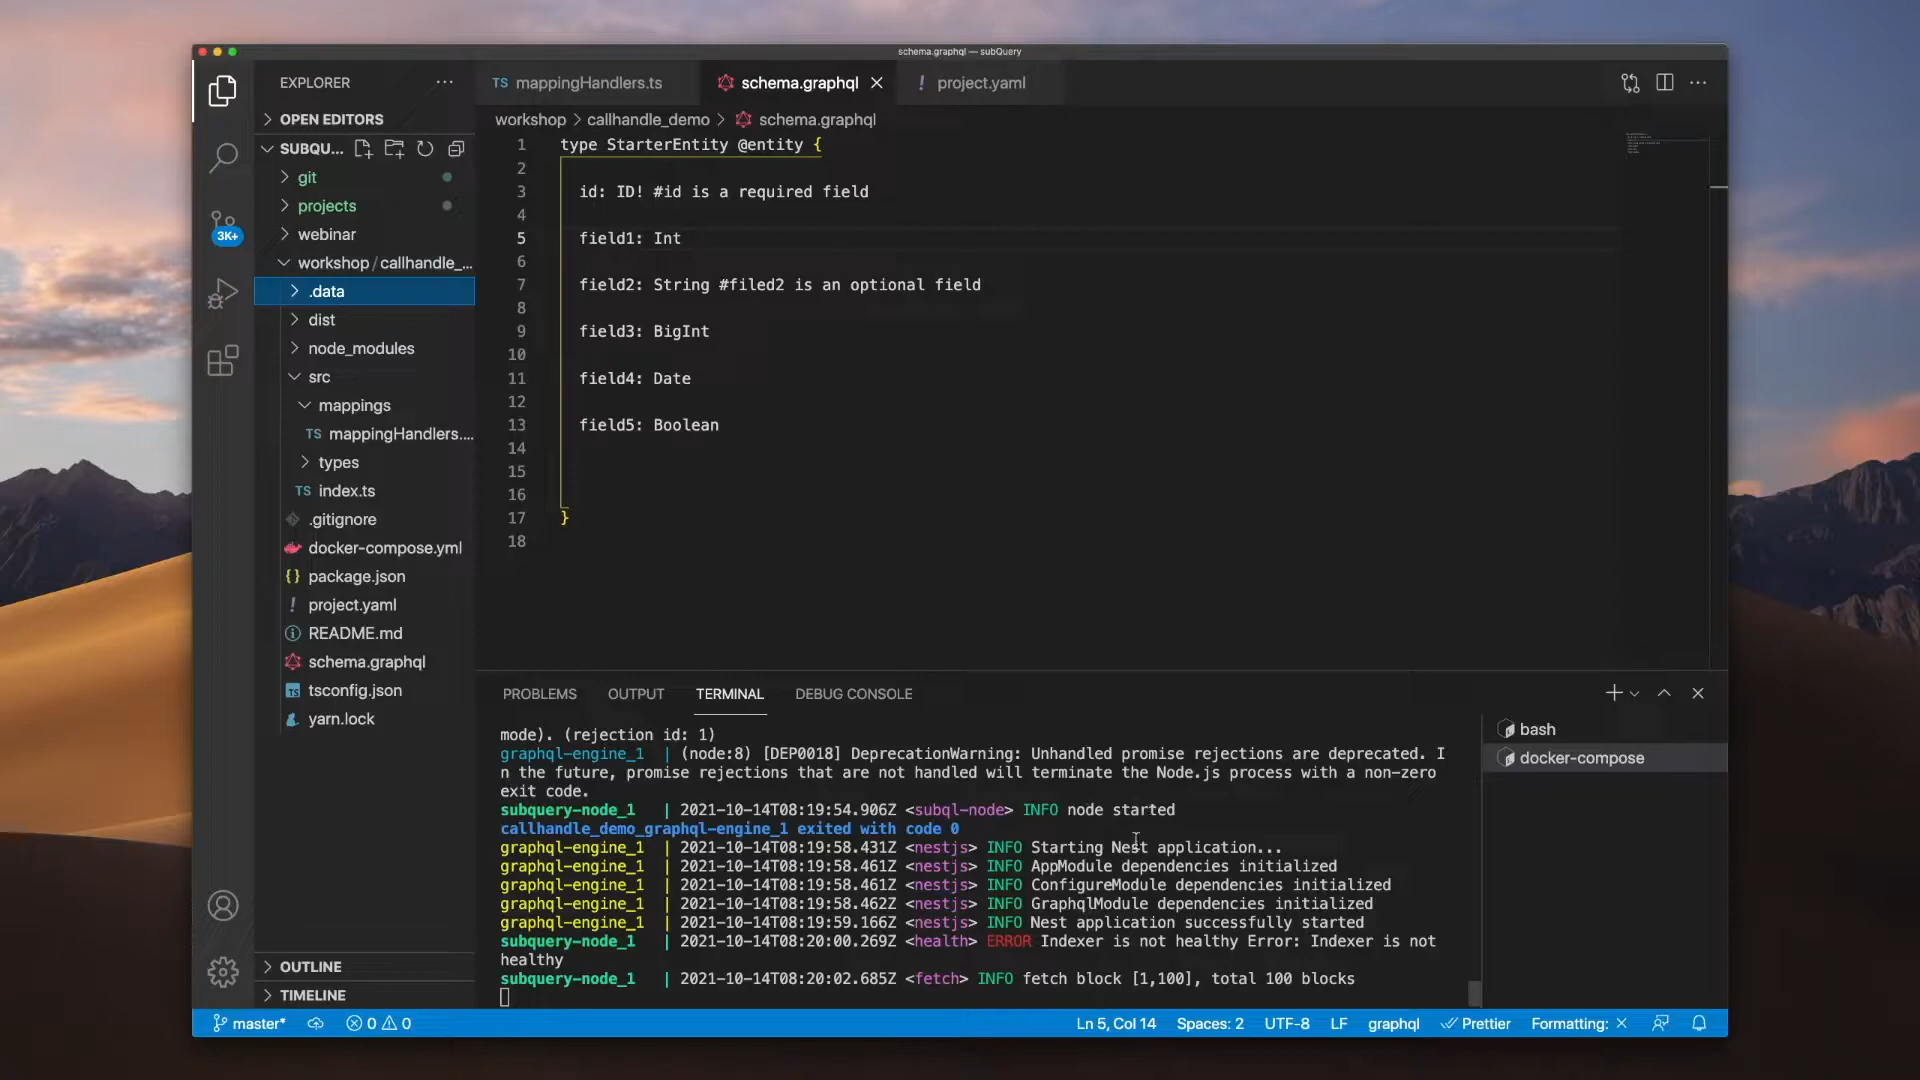 schema.graphql — subQuery
EXPLORER
TS mappingHandlers.ts
schema.graphql
! project.yaml
OPEN EDITORS
SUBQU...
git
projects
webinar
workshop / callhandle_...
.data
dist
node_modules
src
mappings
TS mappingHandlers....
types
TS index.ts
.gitignore
docker-compose.yml
{} package.json
! project.yaml
README.md
schema.graphql
TS tsconfig.json
yarn.lock
OUTLINE
TIMELINE
3K+
workshop > callhandle_demo > schema.graphql
1 type StarterEntity @entity {
2
3 id: ID! #id is a required field
4
5 field1: Int
6
7 field2: String #filed2 is an optional field
8
9 field3: BigInt
10
11 field4: Date
12
13 field5: Boolean
14
15
16
17 }
18
PROBLEMS OUTPUT TERMINAL DEBUG CONSOLE
mode). (rejection id: 1)
graphql-engine_1 | (node:8) [DEP0018] DeprecationWarning: Unhandled promise rejections are deprecated. I
n the future, promise rejections that are not handled will terminate the Node.js process with a non-zero
exit code.
subquery-node_1 | 2021-10-14T08:19:54.906Z <subql-node> INFO node started
callhandle_demo_graphql-engine_1 exited with code 0
graphql-engine_1 | 2021-10-14T08:19:58.431Z <nestjs> INFO Starting Nest application...
graphql-engine_1 | 2021-10-14T08:19:58.461Z <nestjs> INFO AppModule dependencies initialized
graphql-engine_1 | 2021-10-14T08:19:58.461Z <nestjs> INFO ConfigureModule dependencies initialized
graphql-engine_1 | 2021-10-14T08:19:58.462Z <nestjs> INFO GraphqlModule dependencies initialized
graphql-engine_1 | 2021-10-14T08:19:59.166Z <nestjs> INFO Nest application successfully started
subquery-node_1 | 2021-10-14T08:20:00.269Z <health> ERROR Indexer is not healthy Error: Indexer is not
healthy
subquery-node_1 | 2021-10-14T08:20:02.685Z <fetch> INFO fetch block [1,100], total 100 blocks
bash
docker-compose
master*
0 0
Ln 5, Col 14
Spaces: 2
UTF-8
LF
graphql
Prettier
Formatting: ×